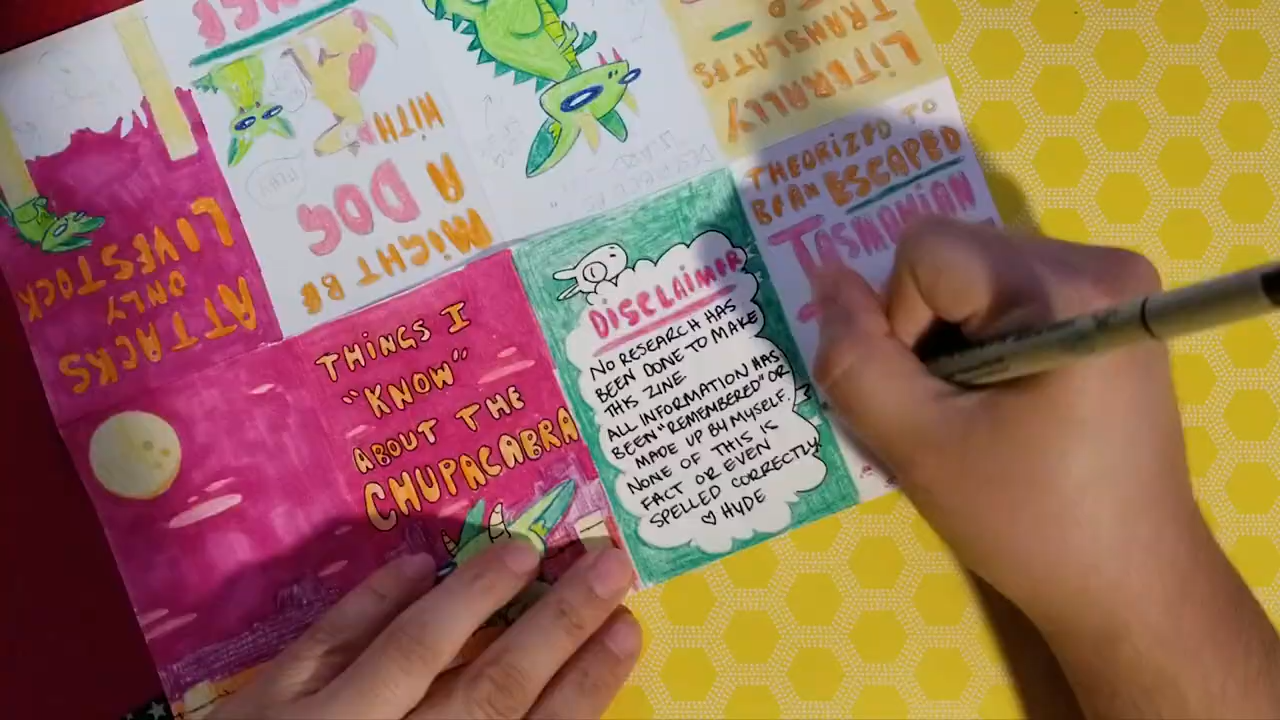 THINGS I
"KNOW"
ABOUT THE
CHUPACABRA
DISCLAIMER
NO RESEARCH HAS
BEEN DONE TO MAKE
THIS ZINE
ALL INFORMATION HAS
BEEN "REMEMBERED" OR
MADE UP BY MYSELF.
NONE OF THIS IS
FACT OR EVEN
SPELLED CORRECTLY!
♡ HYDE
THEORIZED TO
BE AN ESCAPED
TASMANIAN
ATTACKS
ONLY
LIVESTOCK
MIGHT BE
A DOG
WITH
LITERALLY
TRANSLATES
TO